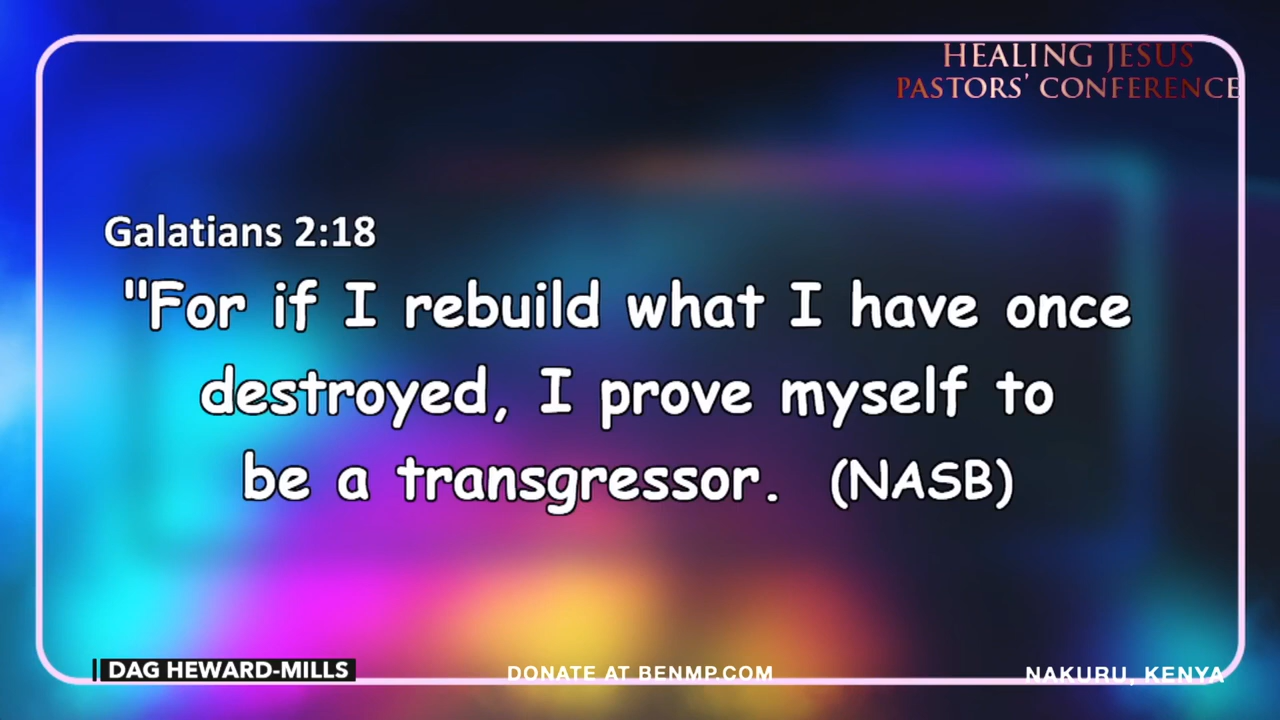 HEALING JESUS
PASTORS' CONFERENCE
Galatians 2:18
"For if I rebuild what I have once
destroyed, I prove myself to
be a transgressor. (NASB)
DAG HEWARD-MILLS
DONATE AT BENMP.COM
NAKURU, KENYA